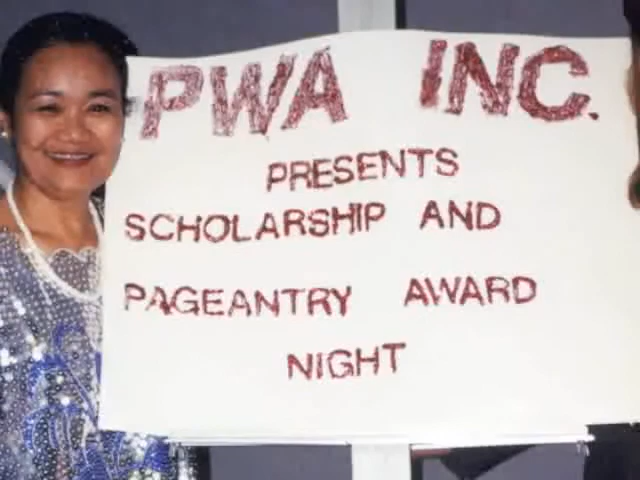 PWA INC.
PRESENTS
SCHOLARSHIP AND
PAGEANTRY AWARD
NIGHT